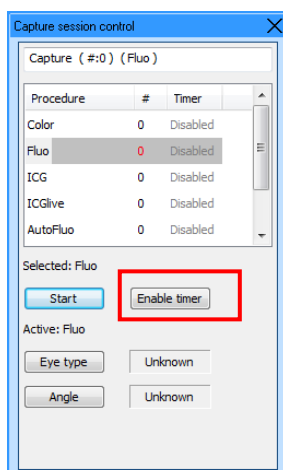 Capture session control
Capture ( #:0 ) ( Fluo )
Procedure # Timer
Color 0 Disabled
Fluo 0 Disabled
ICG 0 Disabled
ICGlive 0 Disabled
AutoFluo 0 Disabled
Selected: Fluo
Start Enable timer
Active: Fluo
Eye type Unknown
Angle Unknown